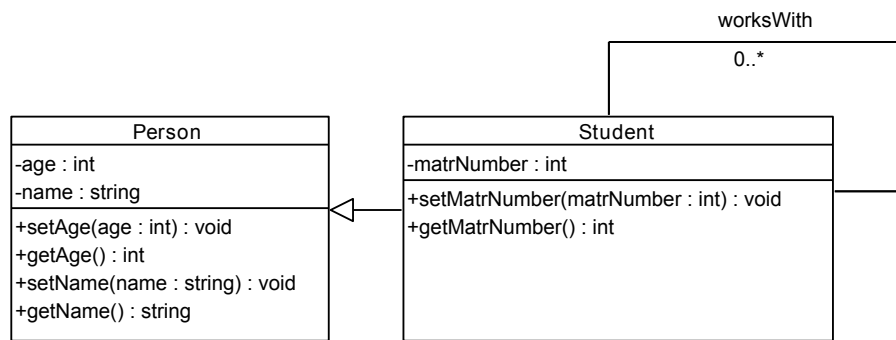 worksWith
0..*
Person
-age : int
-name : string
+setAge(age : int) : void
+getAge() : int
+setName(name : string) : void
+getName() : string
Student
-matrNumber : int
+setMatrNumber(matrNumber : int) : void
+getMatrNumber() : int